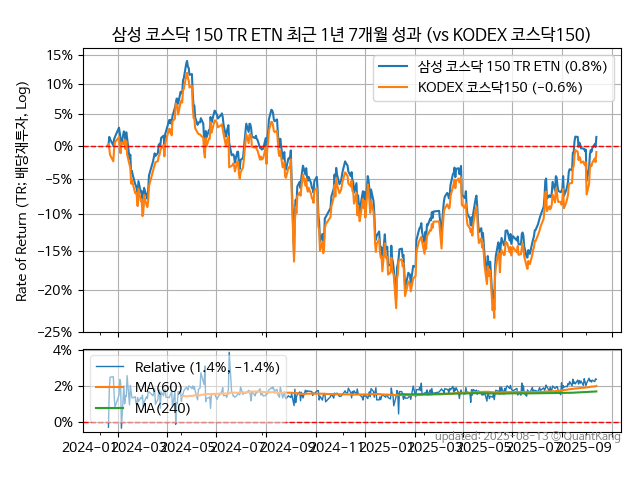 삼성 코스닥 150 TR ETN 최근 1년 7개월 성과 (vs KODEX 코스닥150)
Rate of Return (TR: 배당재투자, Log)
15%
10%
5%
0%
−5%
−10%
−15%
−20%
−25%
삼성 코스닥 150 TR ETN (0.8%)
KODEX 코스닥150 (−0.6%)
4%
2%
0%
Relative (1.4%, −1.4%)
MA(60)
MA(240)
2024-01
2024-03
2024-05
2024-07
2024-09
2024-11
2025-01
2025-03
2025-05
2025-07
2025-09
updated: 2025-08-13 © QuantKang